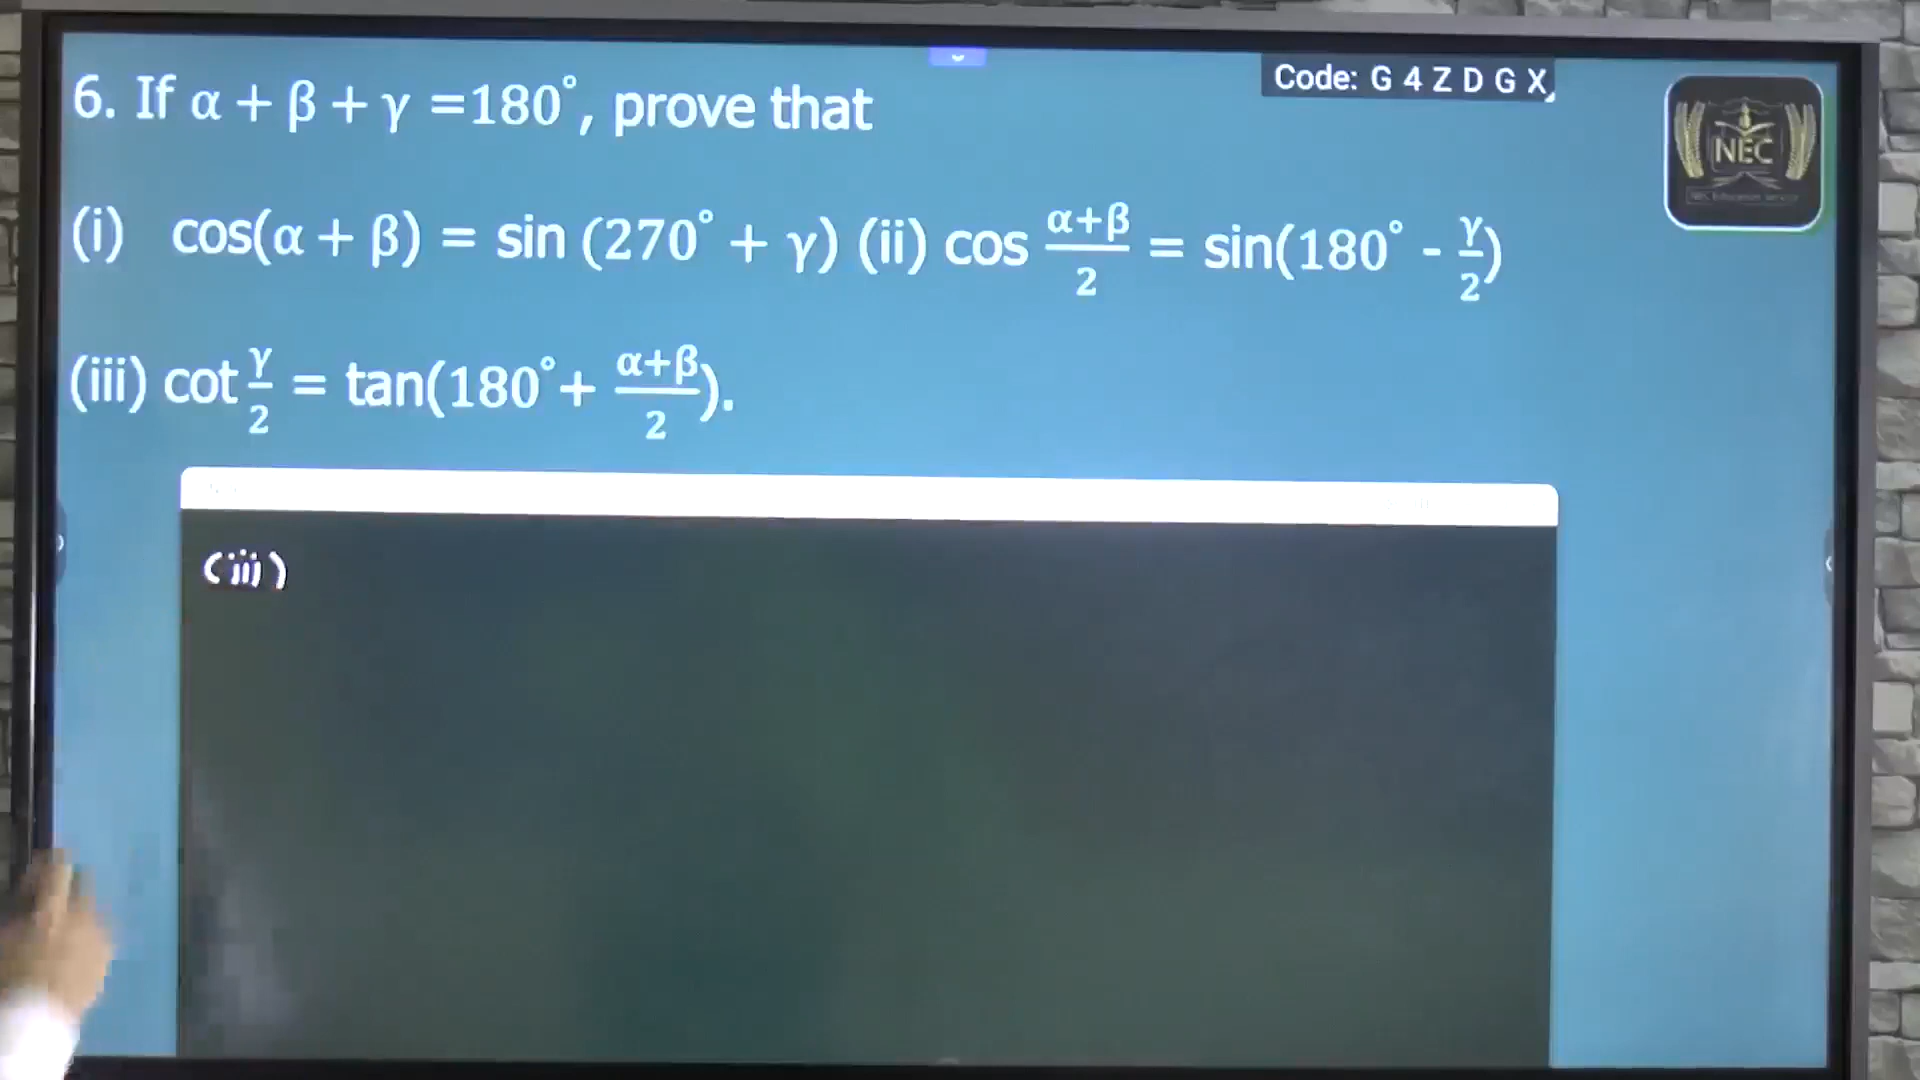 Code: G 4 Z D G X
6. If α + β + γ =180°, prove that
NEC
(i) cos(α + β) = sin (270° + γ) (ii) cos α+β/2 = sin(180° - γ/2)
(iii) cot γ/2 = tan(180°+ α+β/2).
(iii)